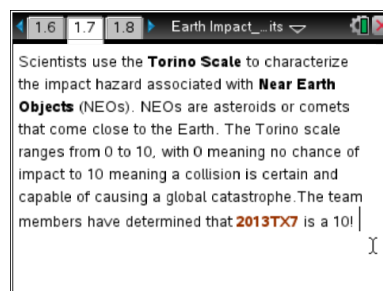 1.6 1.7 1.8 Earth Impact_...its
Scientists use the Torino Scale to characterize
the impact hazard associated with Near Earth
Objects (NEOs). NEOs are asteroids or comets
that come close to the Earth. The Torino scale
ranges from 0 to 10, with 0 meaning no chance of
impact to 10 meaning a collision is certain and
capable of causing a global catastrophe.The team
members have determined that 2013TX7 is a 10!